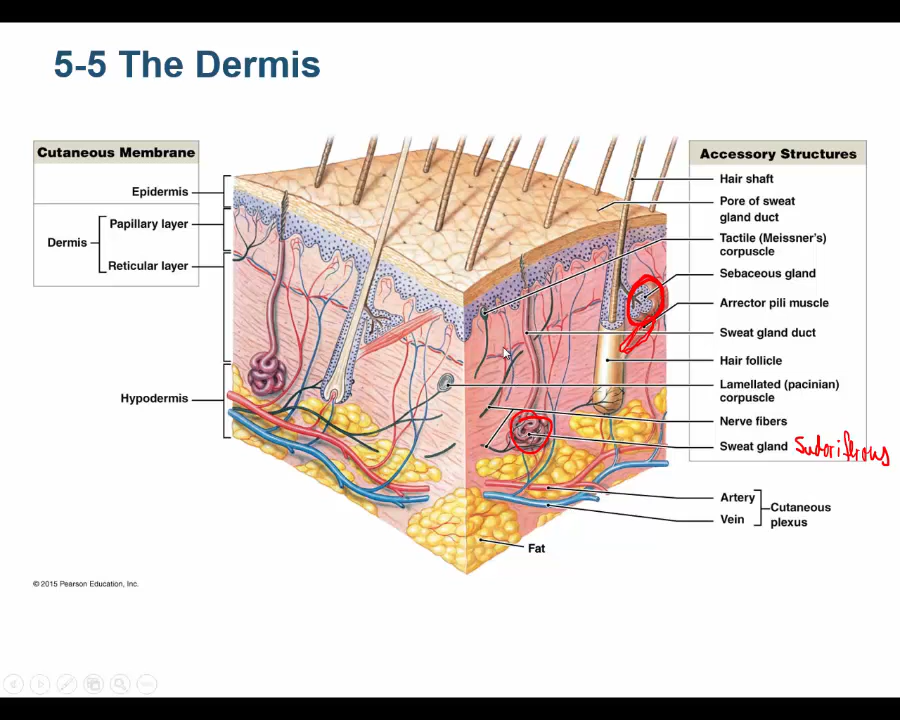 5-5 The Dermis
Cutaneous Membrane
Epidermis
Papillary layer
Dermis
Reticular layer
Hypodermis
Accessory Structures
Hair shaft
Pore of sweat
gland duct
Tactile (Meissner's)
corpuscle
Sebaceous gland
Arrector pili muscle
Sweat gland duct
Hair follicle
Lamellated (pacinian)
corpuscle
Nerve fibers
Sweat gland Sudoriferous
Artery
Vein
Cutaneous
plexus
Fat
© 2015 Pearson Education, Inc.